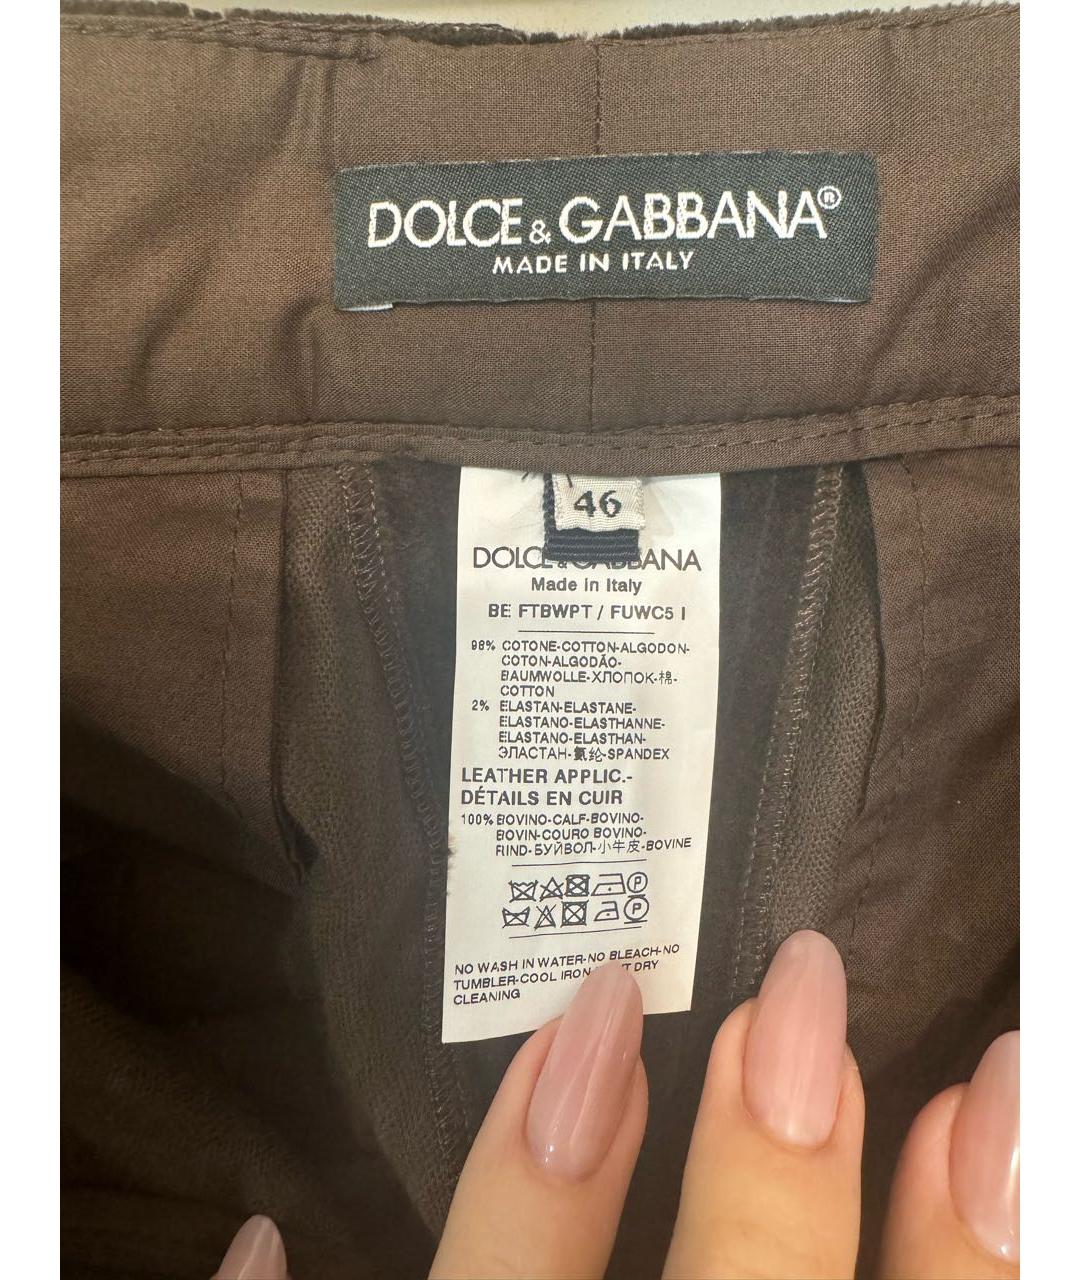 DOLCE & GABBANA®
MADE IN ITALY
46
DOLCE & GABBANA
Made in Italy
BE FTBWPT / FUWC5 I
98% COTONE-COTTON-ALGODON-
COTON-ALGODÃO-
BAUMWOLLE-ХЛОПОК-棉-
COTTON
2% ELASTAN-ELASTANE-
ELASTANO-ELASTHANNE-
ELASTANO-ELASTHAN-
ЭЛАСТАН-氨纶-SPANDEX
LEATHER APPLIC.-
DÉTAILS EN CUIR
100% BOVINO-CALF-BOVINO-
BOVIN-COURO BOVINO-
RIND-БУЙВОЛ-小牛皮-BOVINE
P
P
NO WASH IN WATER-NO BLEACH-NO
TUMBLER-COOL IRON DRY
CLEANING